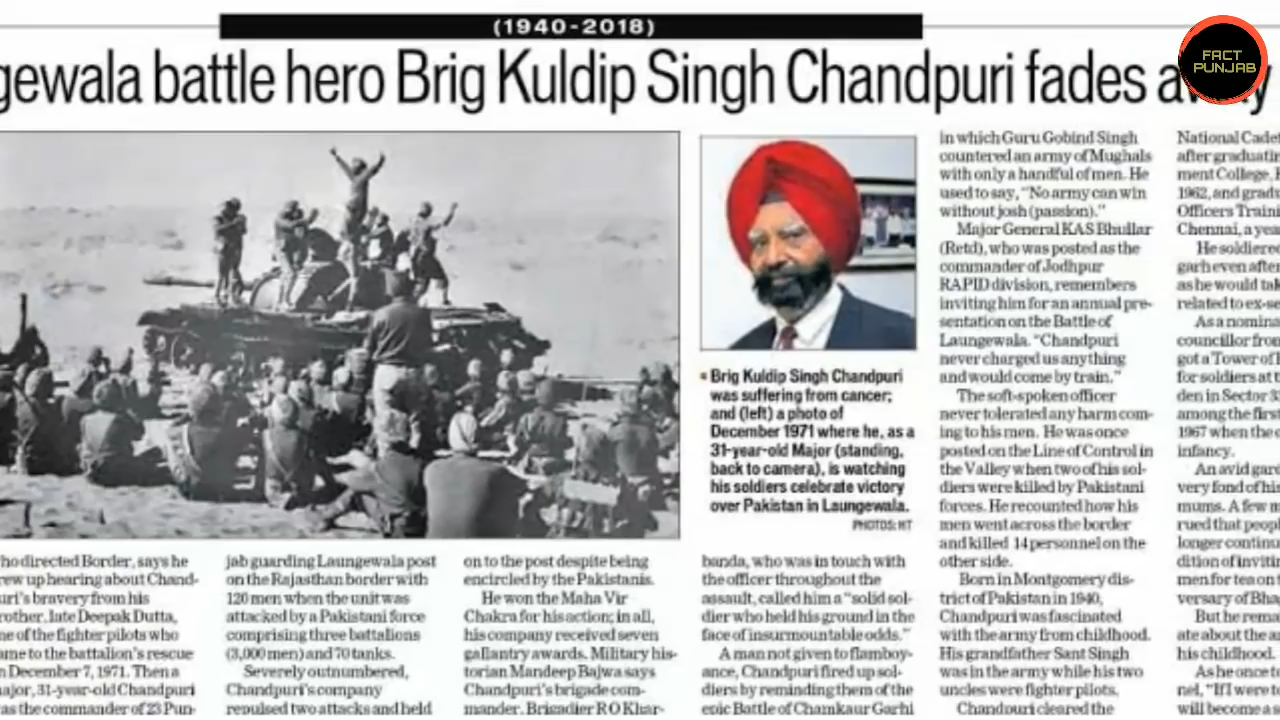 (1940-2018)
gewala battle hero Brig Kuldip Singh Chandpuri fades away
FACT
PUNJAB
Brig Kuldip Singh Chandpuri
was suffering from cancer;
and (left) a photo of
December 1971 where he, as a
31-year-old Major (standing,
back to camera), is watching
his soldiers celebrate victory
over Pakistan in Laungewala.
PHOTOS: HT
ho directed Border, says he
rew up hearing about Chand-
uri's bravery from his
rother, late Deepak Dutta,
ne of the fighter pilots who
ame to the battalion's rescue
n December 7, 1971. Then a
ajor, 31-year-old Chandpuri
as the commander of 23 Pun-
jab guarding Laungewala post
on the Rajasthan border with
120 men when the unit was
attacked by a Pakistani force
comprising three battalions
(3,000 men) and 70 tanks.
Severely outnumbered,
Chandpuri's company
repulsed two attacks and held
on to the post despite being
encircled by the Pakistanis.
He won the Maha Vir
Chakra for his action; in all,
his company received seven
gallantry awards. Military his-
torian Mandeep Bajwa says
Chandpuri's brigade com-
mander, Brigadier RO Khar-
banda, who was in touch with
the officer throughout the
assault, called him a "solid sol-
dier who held his ground in the
face of insurmountable odds."
A man not given to flamboy-
ance, Chandpuri fired up sol-
diers by reminding them of the
epic Battle of Chamkaur Garhi
in which Guru Gobind Singh
countered an army of Mughals
with only a handful of men. He
used to say, "No army can win
without josh (passion)."
Major General KAS Bhullar
(Retd), who was posted as the
commander of Jodhpur
RAPID division, remembers
inviting him for an annual pre-
sentation on the Battle of
Laungewala. "Chandpuri
never charged us anything
and would come by train."
The soft-spoken officer
never tolerated any harm com-
ing to his men. He was once
posted on the Line of Control in
the Valley when two of his sol-
diers were killed by Pakistani
forces. He recounted how his
men went across the border
and killed 14 personnel on the
other side.
Born in Montgomery dis-
trict of Pakistan in 1940,
Chandpuri was fascinated
with the army from childhood.
His grandfather Sant Singh
was in the army while his two
uncles were fighter pilots.
Chandpuri cleared the
National Cade
after graduatin
ment College,
1962, and grad
Officers Train
Chennai, a yea
He soldiered
garh even after
as he would tak
related to ex-se
As a nomina
councillor from
got a Tower of
for soldiers at t
den in Sector 3
among the first
1967 when the c
infancy.
An avid gard
very fond of his
mums. A few m
rued that peop
longer continu
dition of inviti
men for tea on
versary of Bha
But he rema
ate about the a
his childhood.
As he once to
nel, "If I were t
will become a s